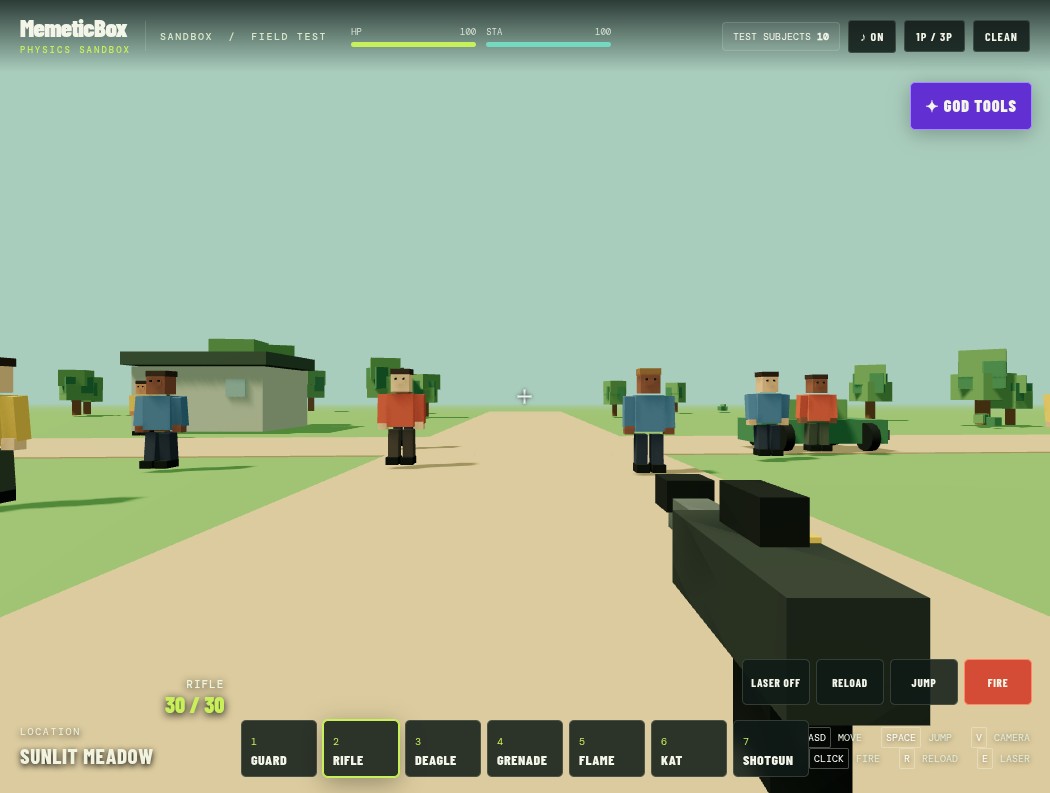 MemeticBox
PHYSICS SANDBOX
SANDBOX / FIELD TEST
HP 100 STA 100
TEST SUBJECTS 10
♪ ON
1P / 3P
CLEAN
✦ GOD TOOLS
LASER OFF
RELOAD
JUMP
FIRE
RIFLE
30 / 30
LOCATION
SUNLIT MEADOW
1 GUARD
2 RIFLE
3 DEAGLE
4 GRENADE
5 FLAME
6 KAT
7 SHOTGUN
MOVE SPACE JUMP V CAMERA
CLICK FIRE R RELOAD E LASER